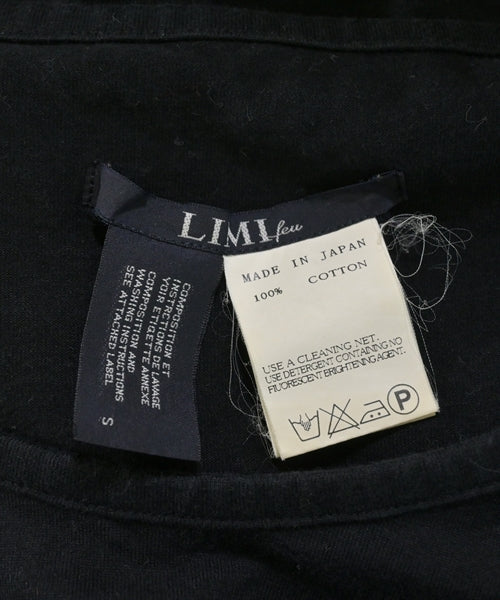 LIMI feu
COMPOSITION ET
INSTRUCTIONS DE LAVAGE
VOIR ETIQUETTE ANNEXE
COMPOSITION AND
WASHING INSTRUCTIONS
SEE ATTACHED LABEL
S
MADE IN JAPAN
100% COTTON
USE A CLEANING NET.
USE DETERGENT CONTAINING NO
FLUORESCENT BRIGHTENING AGENT.
P